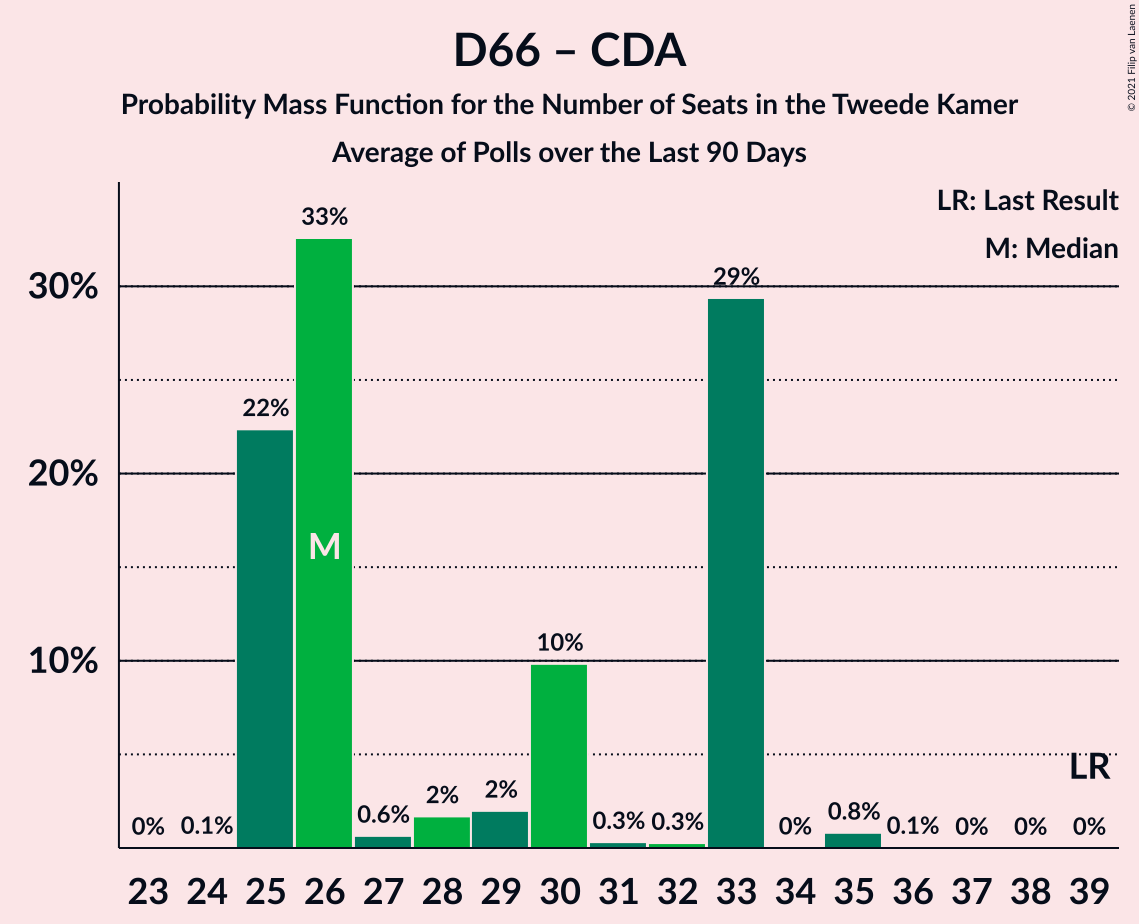 D66 – CDA
Probability Mass Function for the Number of Seats in the Tweede Kamer
Average of Polls over the Last 90 Days
© 2021 Filip van Laenen
LR: Last Result
M: Median
30%
20%
10%
0% 0.1% 22% 33% 0.6% 2% 2% 10% 0.3% 0.3% 29% 0% 0.8% 0.1% 0% 0% 0%
M
LR
23 24 25 26 27 28 29 30 31 32 33 34 35 36 37 38 39